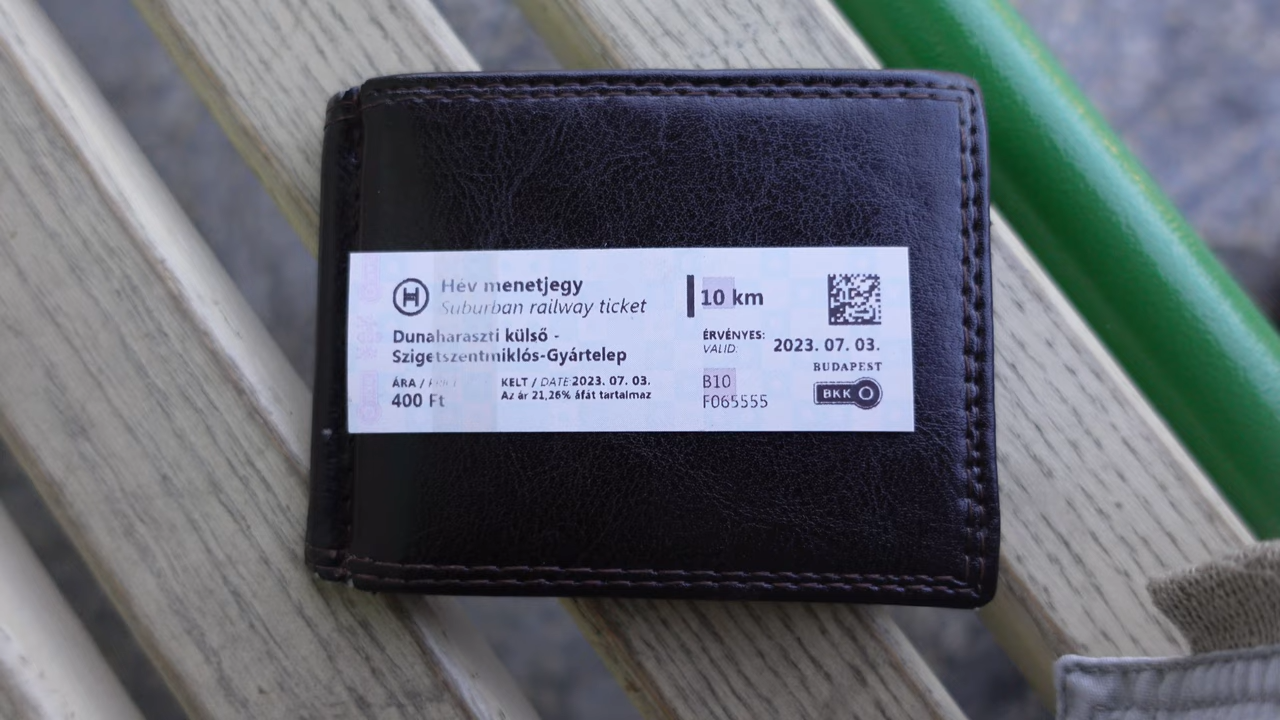 Hév menetjegy
Suburban railway ticket
Dunaharaszti külső -
Szigetszentmiklós-Gyártelep
ÁRA / PRICE
400 Ft
KELT / DATE 2023. 07. 03.
Az ár 21,26% áfát tartalmaz
10 km
ÉRVÉNYES:
VALID: 2023. 07. 03.
B10
F065555
BUDAPEST
BKK